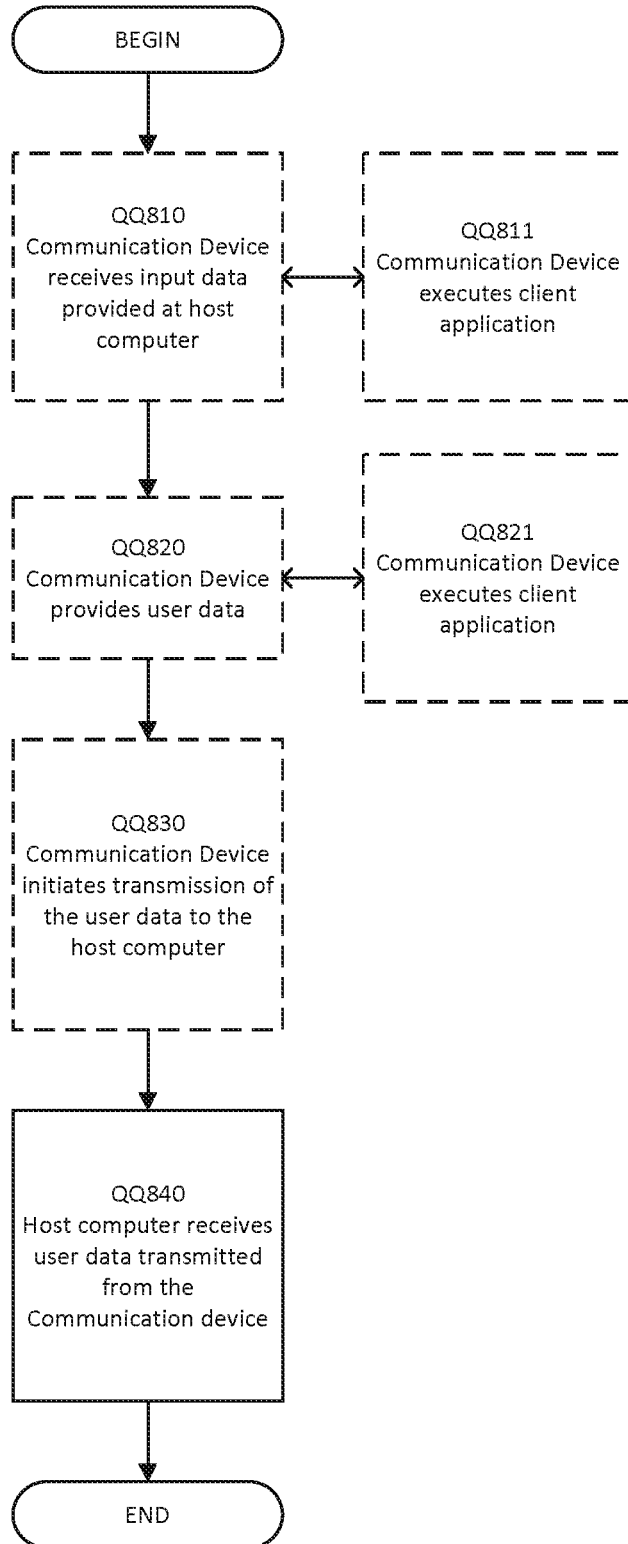 BEGIN
QQ810
Communication Device
receives input data
provided at host
computer
QQ811
Communication Device
executes client
application
QQ820
Communication Device
provides user data
QQ821
Communication Device
executes client
application
QQ830
Communication Device
initiates transmission of
the user data to the
host computer
QQ840
Host computer receives
user data transmitted
from the
Communication device
END